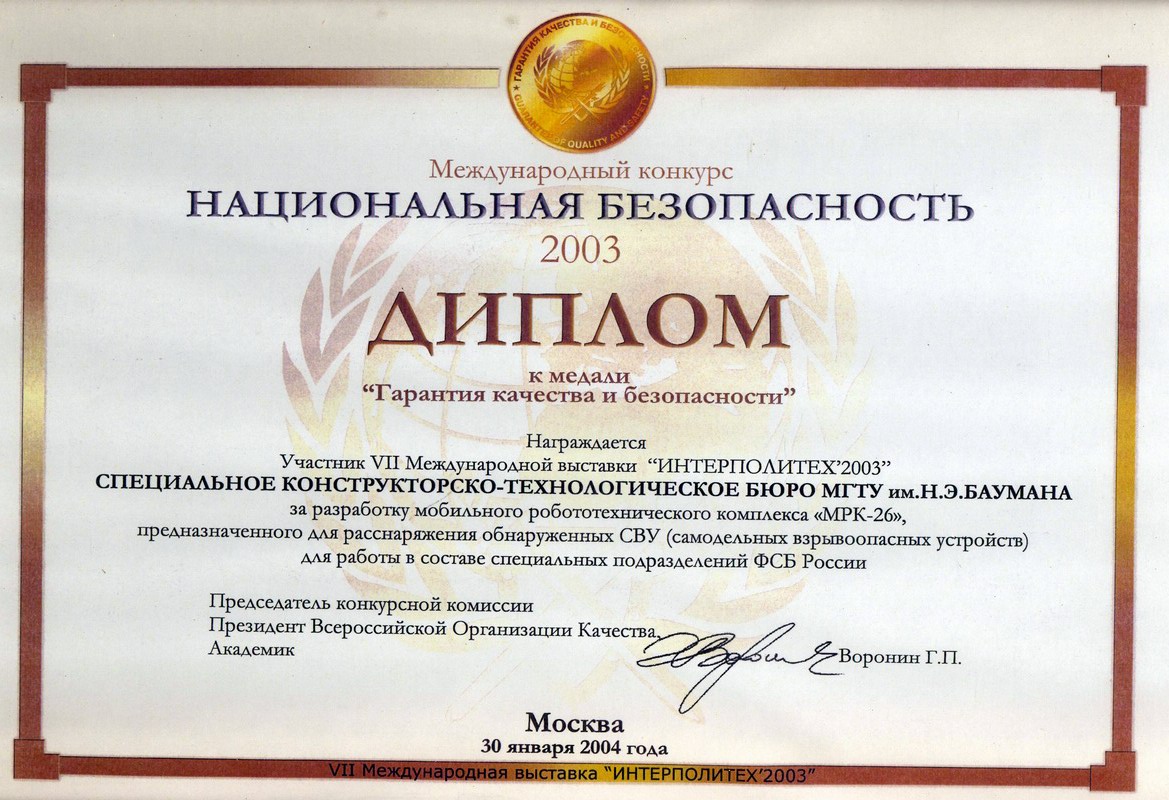 ГАРАНТИЯ КАЧЕСТВА И БЕЗОПАСНОСТИ
GUARANTEE OF QUALITY AND SAFETY
Международный конкурс
НАЦИОНАЛЬНАЯ БЕЗОПАСНОСТЬ
2003
ДИПЛОМ
к медали
“Гарантия качества и безопасности”
Награждается
Участник VII Международной выставки “ИНТЕРПОЛИТЕХ’2003”
СПЕЦИАЛЬНОЕ КОНСТРУКТОРСКО-ТЕХНОЛОГИЧЕСКОЕ БЮРО МГТУ им.Н.Э.БАУМАНА
за разработку мобильного робототехнического комплекса «МРК-26»,
предназначенного для расснаряжения обнаруженных СВУ (самодельных взрывоопасных устройств)
для работы в составе специальных подразделений ФСБ России
Председатель конкурсной комиссии
Президент Всероссийской Организации Качества,
Академик
Воронин Г.П.
Москва
30 января 2004 года
VII Международная выставка “ИНТЕРПОЛИТЕХ’2003”